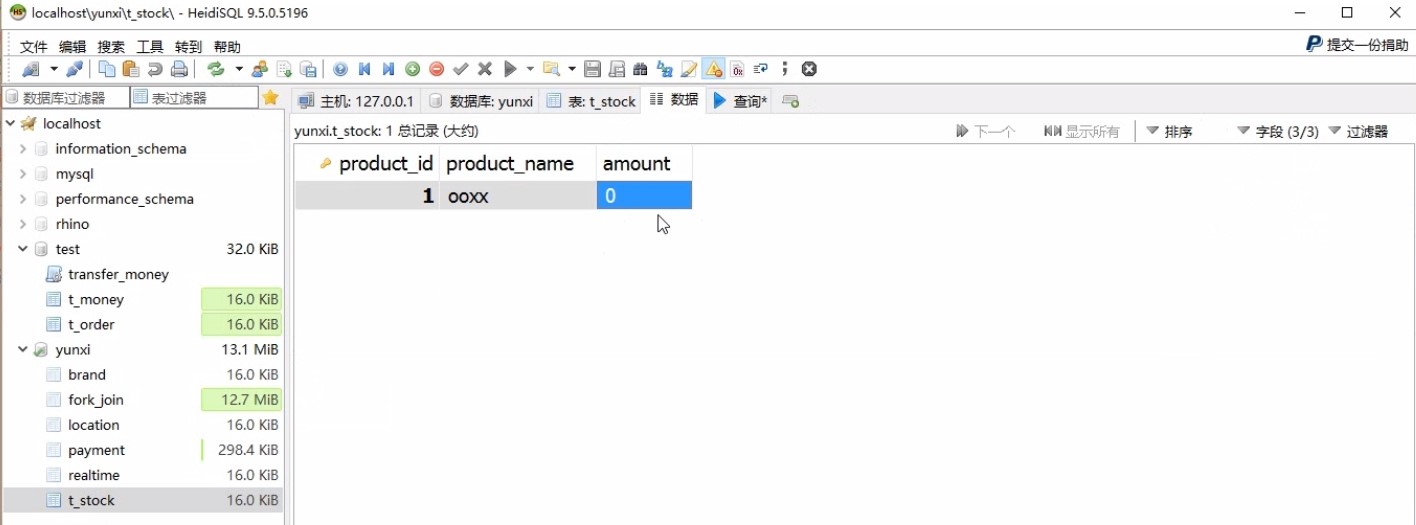 localhost\yunxi\t_stock\ - HeidiSQL 9.5.0.5196
文件 编辑 搜索 工具 转到 帮助
提交一份捐助
数据库过滤器 表过滤器
主机: 127.0.0.1 数据库: yunxi 表: t_stock 数据 查询*
localhost
yunxi.t_stock: 1 总记录 (大约) 下一个 显示所有 排序 字段 (3/3) 过滤器
information_schema
mysql
performance_schema
rhino
test 32.0 KiB
transfer_money
t_money 16.0 KiB
t_order 16.0 KiB
yunxi 13.1 MiB
brand 16.0 KiB
fork_join 12.7 MiB
location 16.0 KiB
payment 298.4 KiB
realtime 16.0 KiB
t_stock 16.0 KiB
product_id product_name amount
1 ooxx 0